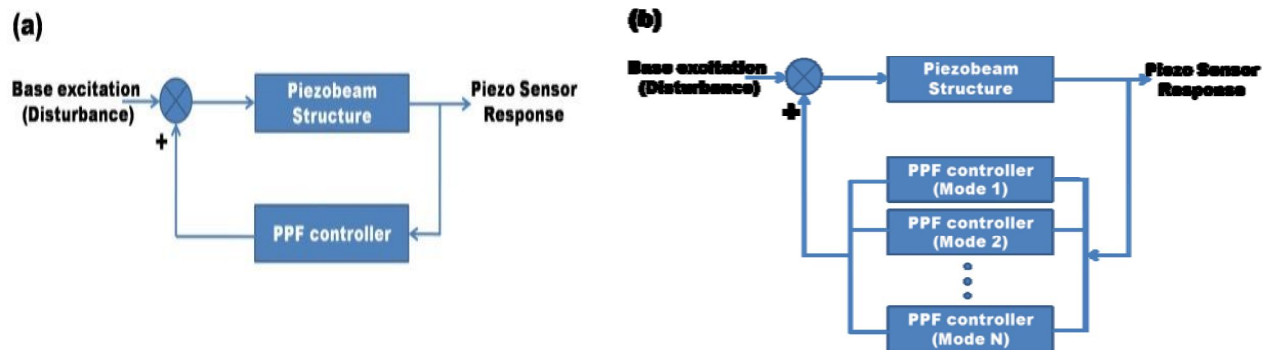 (a)
Base excitation
(Disturbance)
+
Piezobeam
Structure
Piezo Sensor
Response
PPF controller
(b)
Base excitation
(Disturbance)
+
Piezobeam
Structure
Piezo Sensor
Response
PPF controller
(Mode 1)
PPF controller
(Mode 2)
PPF controller
(Mode N)